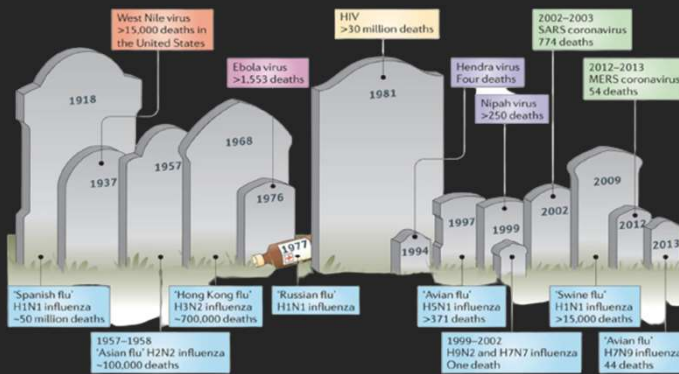 West Nile virus
>15,000 deaths in
the United States
Ebola virus
>1,553 deaths
HIV
>30 million deaths
Hendra virus
Four deaths
Nipah virus
>250 deaths
2002–2003
SARS coronavirus
774 deaths
2012–2013
MERS coronavirus
54 deaths
1918
1937
1957
1968
1976
1977
1981
1994
1997
1999
2002
2009
2012
2013
'Spanish flu'
H1N1 influenza
~50 million deaths
1957–1958
'Asian flu' H2N2 influenza
~100,000 deaths
'Hong Kong flu'
H3N2 influenza
~700,000 deaths
'Russian flu'
H1N1 influenza
'Avian flu'
H5N1 influenza
>371 deaths
1999–2002
H9N2 and H7N7 influenza
One death
'Swine flu'
H1N1 influenza
>15,000 deaths
'Avian flu'
H7N9 influenza
44 deaths